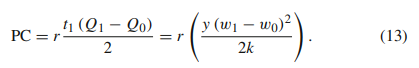 PC = r t₁ (Q₁ − Q₀) / 2 = r ( y (w₁ − w₀)² / 2k ) . (13)